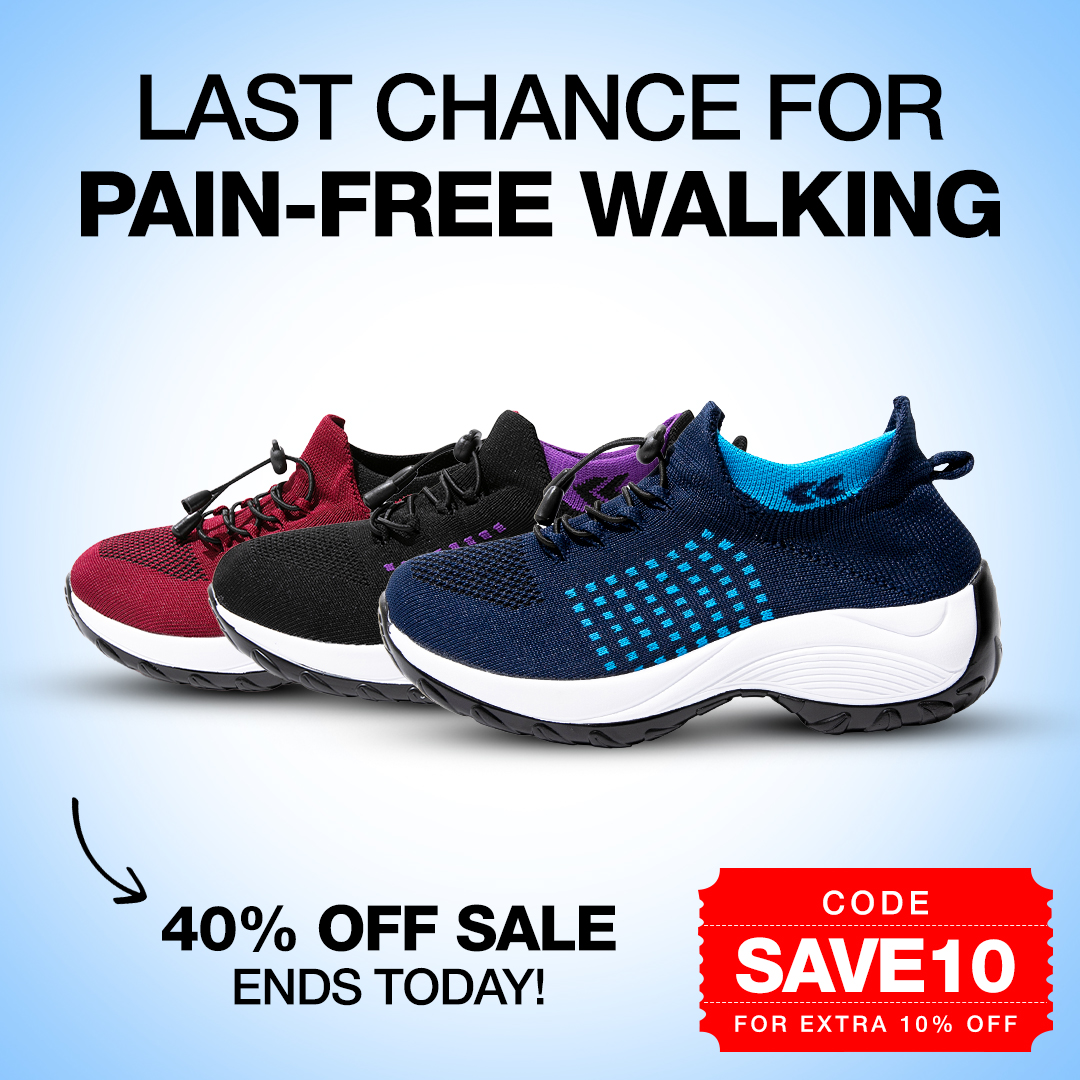 LAST CHANCE FOR
PAIN-FREE WALKING
40% OFF SALE
ENDS TODAY!
CODE
SAVE10
FOR EXTRA 10% OFF